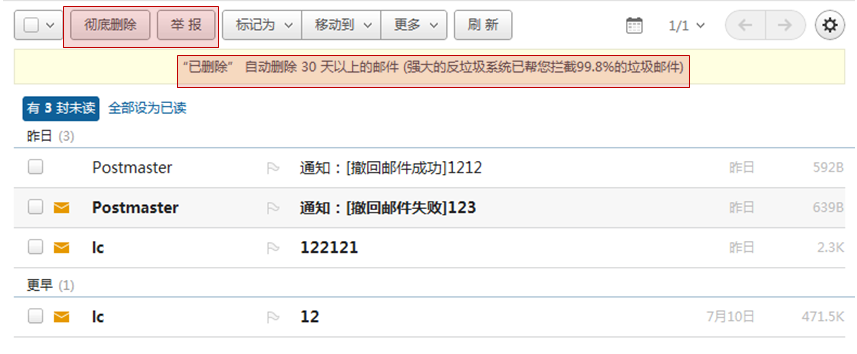 彻底删除 举 报 标记为 移动到 更多 刷 新 1/1
“已删除” 自动删除 30 天以上的邮件 (强大的反垃圾系统已帮您拦截99.8%的垃圾邮件)
有 3 封未读 全部设为已读
昨日 (3)
Postmaster 通知：[撤回邮件成功]1212 昨日 592B
Postmaster 通知：[撤回邮件失败]123 昨日 639B
lc 122121 昨日 2.3K
更早 (1)
lc 12 7月10日 471.5K